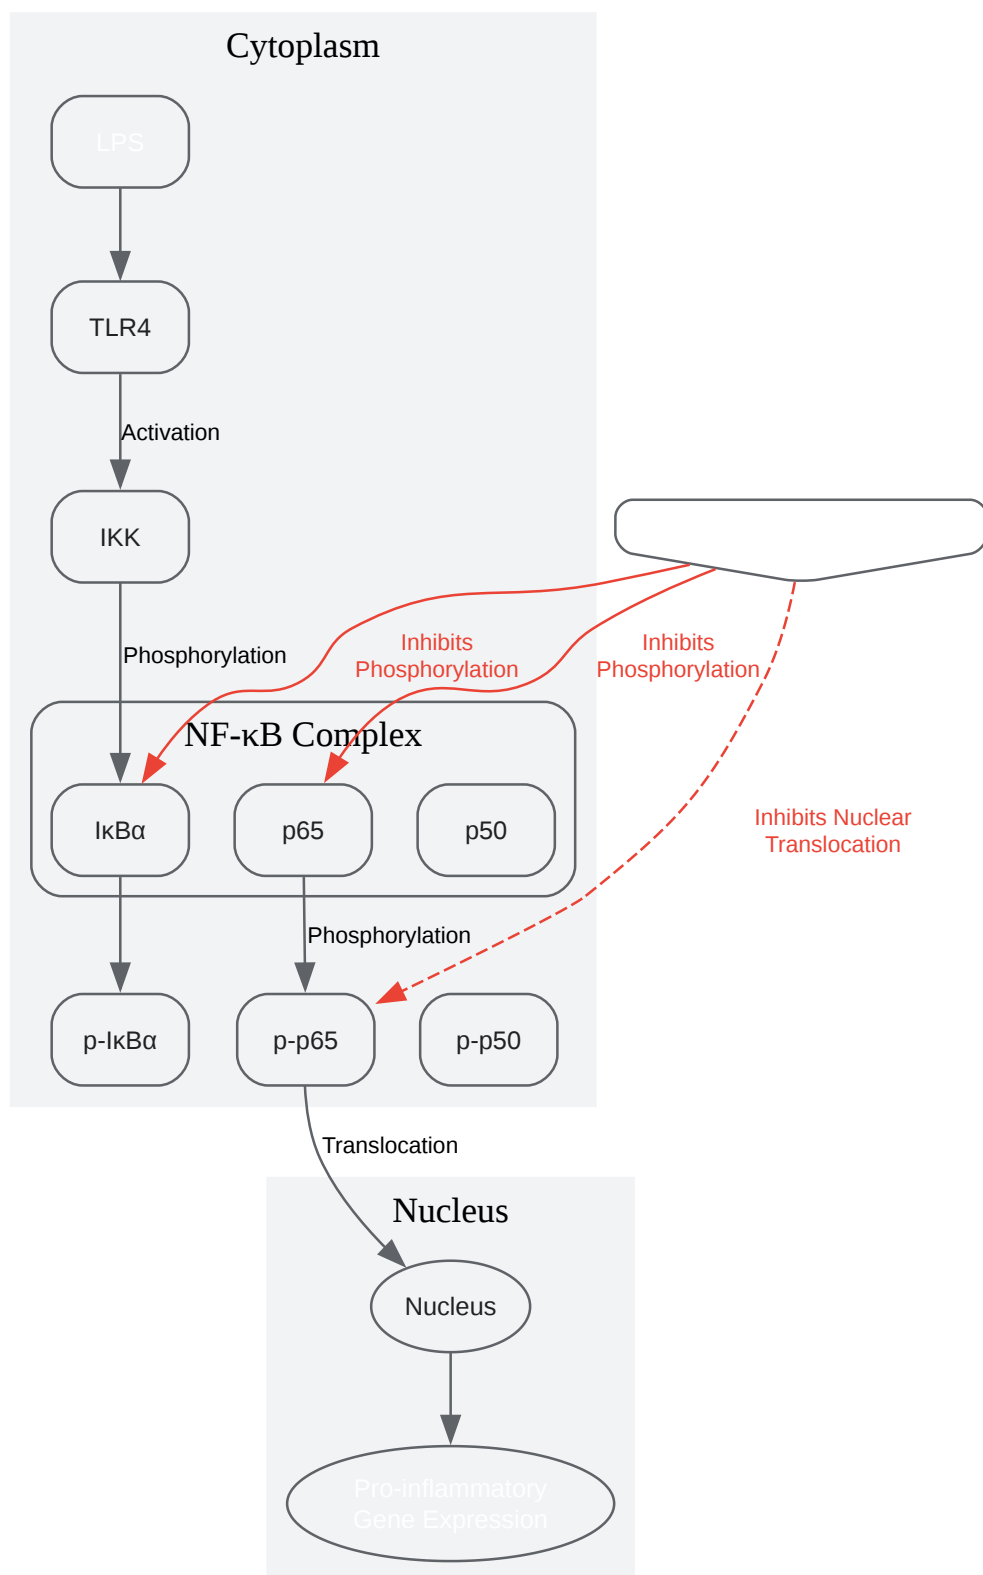 Cytoplasm
LPS
TLR4
Activation
IKK
Phosphorylation
Inhibits
Phosphorylation
Inhibits
Phosphorylation
NF-κB Complex
IκBα
p65
p50
Inhibits Nuclear
Translocation
Phosphorylation
p-IκBα
p-p65
p-p50
Translocation
Nucleus
Nucleus
Pro-inflammatory
Gene Expression